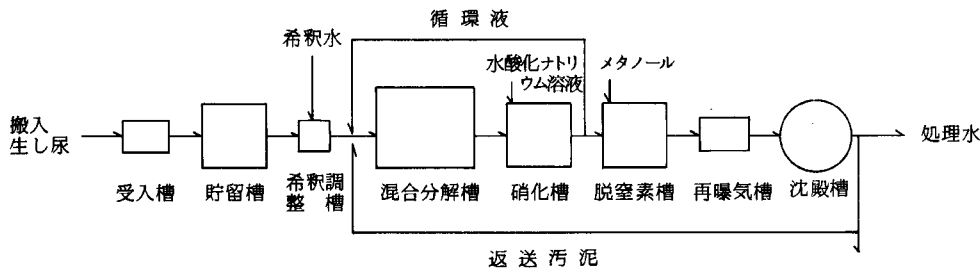 循環液
希釈水
水酸化ナトリ
ウム溶液
メタノール
搬入
生し尿
処理水
受入槽
貯留槽
希釈調
整槽
混合分解槽
硝化槽
脱窒素槽
再曝気槽
沈殿槽
返送汚泥